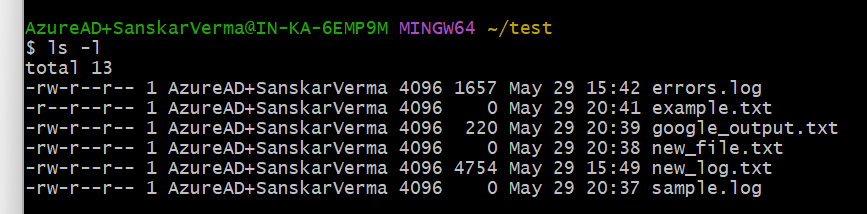 AzureAD+SanskarVerma@IN-KA-6EMP9M MINGW64 ~/test
$ ls -l
total 13
-rw-r--r-- 1 AzureAD+SanskarVerma 4096 1657 May 29 15:42 errors.log
-r--r--r-- 1 AzureAD+SanskarVerma 4096    0 May 29 20:41 example.txt
-rw-r--r-- 1 AzureAD+SanskarVerma 4096  220 May 29 20:39 google_output.txt
-rw-r--r-- 1 AzureAD+SanskarVerma 4096    0 May 29 20:38 new_file.txt
-rw-r--r-- 1 AzureAD+SanskarVerma 4096 4754 May 29 15:49 new_log.txt
-rw-r--r-- 1 AzureAD+SanskarVerma 4096    0 May 29 20:37 sample.log